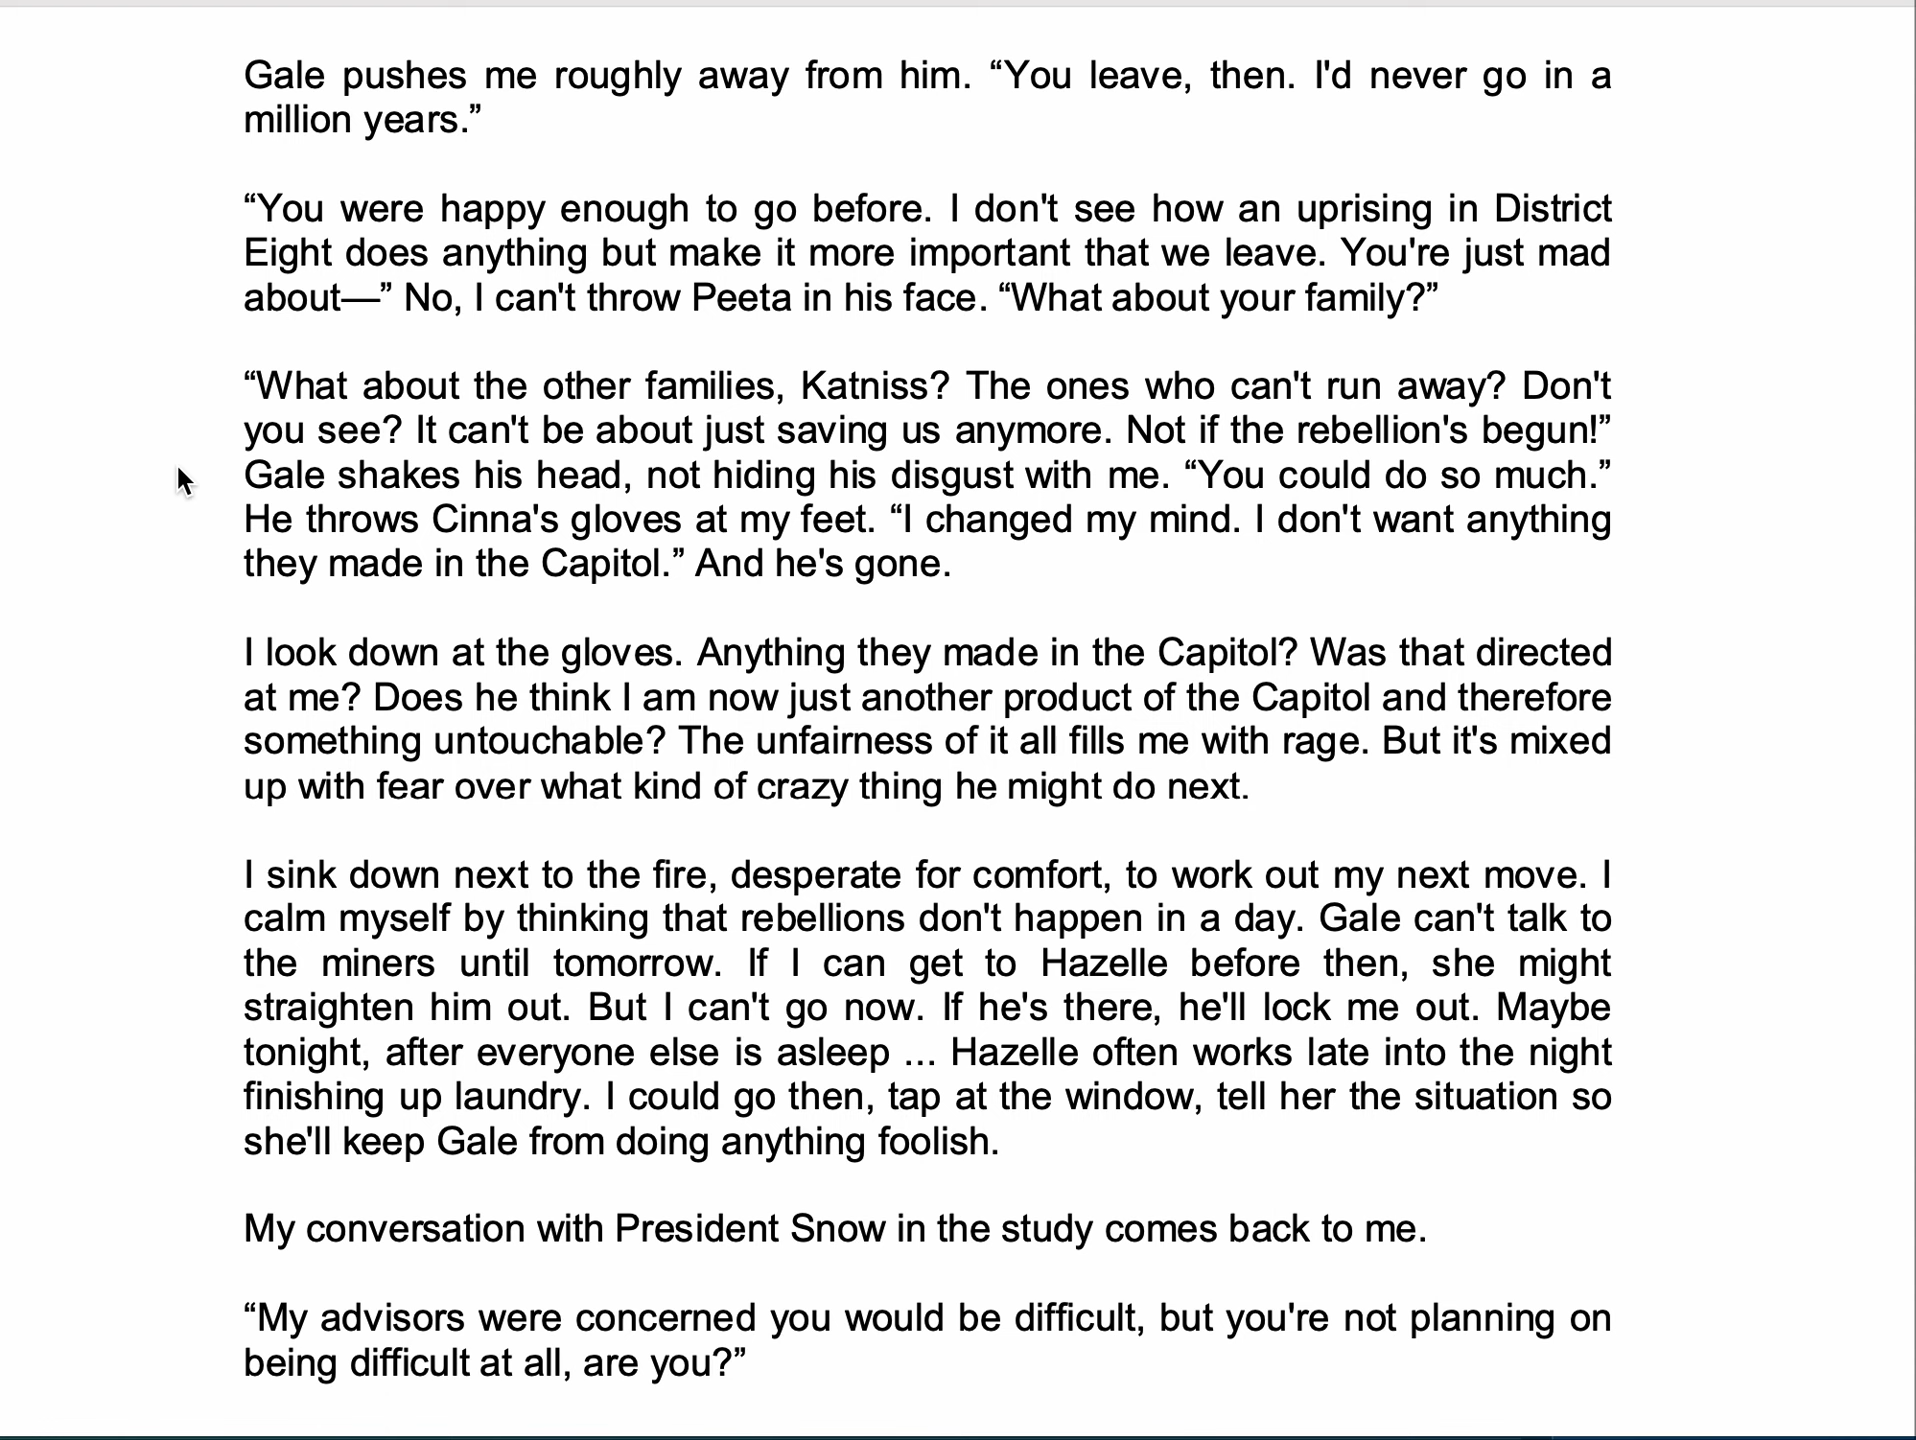 Gale pushes me roughly away from him. “You leave, then. I'd never go in a
million years.”
“You were happy enough to go before. I don't see how an uprising in District
Eight does anything but make it more important that we leave. You're just mad
about—” No, I can't throw Peeta in his face. “What about your family?”
“What about the other families, Katniss? The ones who can't run away? Don't
you see? It can't be about just saving us anymore. Not if the rebellion's begun!”
Gale shakes his head, not hiding his disgust with me. “You could do so much.”
He throws Cinna's gloves at my feet. “I changed my mind. I don't want anything
they made in the Capitol.” And he's gone.
I look down at the gloves. Anything they made in the Capitol? Was that directed
at me? Does he think I am now just another product of the Capitol and therefore
something untouchable? The unfairness of it all fills me with rage. But it's mixed
up with fear over what kind of crazy thing he might do next.
I sink down next to the fire, desperate for comfort, to work out my next move. I
calm myself by thinking that rebellions don't happen in a day. Gale can't talk to
the miners until tomorrow. If I can get to Hazelle before then, she might
straighten him out. But I can't go now. If he's there, he'll lock me out. Maybe
tonight, after everyone else is asleep ... Hazelle often works late into the night
finishing up laundry. I could go then, tap at the window, tell her the situation so
she'll keep Gale from doing anything foolish.
My conversation with President Snow in the study comes back to me.
“My advisors were concerned you would be difficult, but you're not planning on
being difficult at all, are you?”